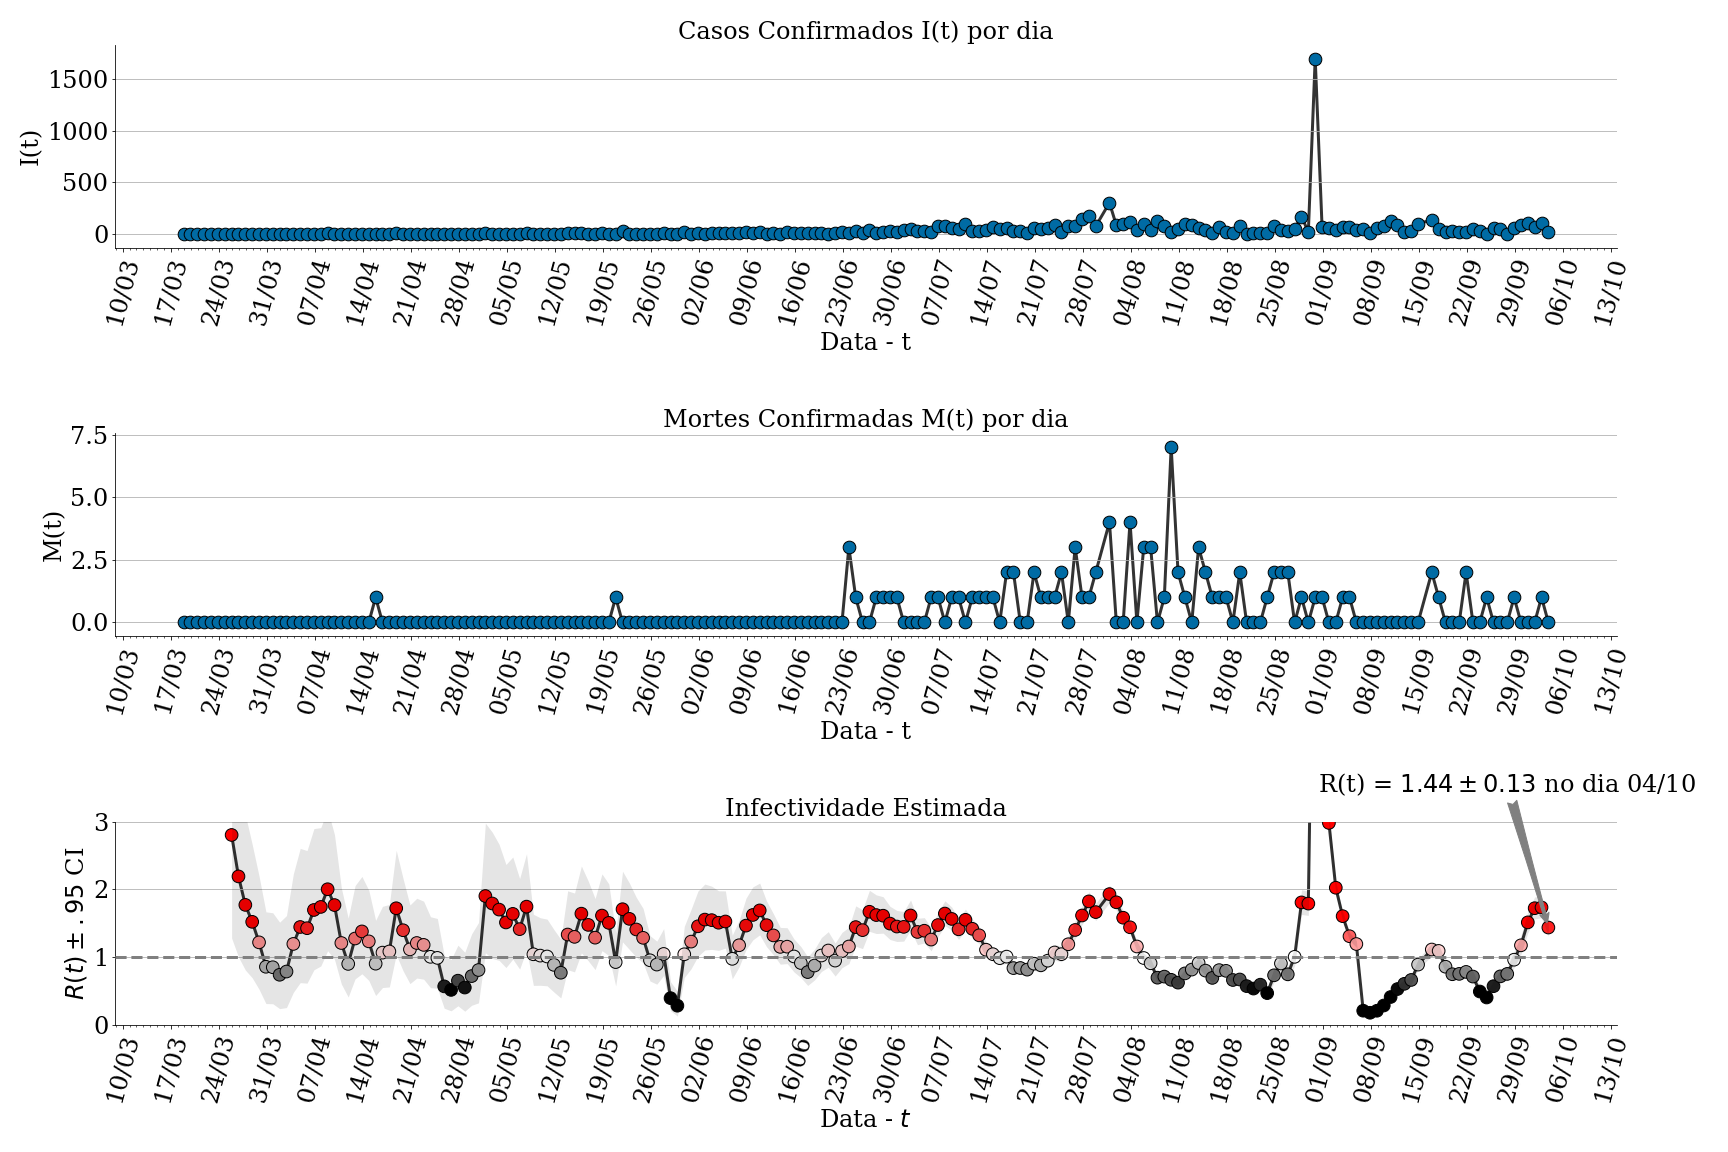 Casos Confirmados I(t) por dia
I(t)
1500
1000
500
0
10/03 17/03 24/03 31/03 07/04 14/04 21/04 28/04 05/05 12/05 19/05 26/05 02/06 09/06 16/06 23/06 30/06 07/07 14/07 21/07 28/07 04/08 11/08 18/08 25/08 01/09 08/09 15/09 22/09 29/09 06/10 13/10
Data - t
Mortes Confirmadas M(t) por dia
M(t)
7.5
5.0
2.5
0.0
10/03 17/03 24/03 31/03 07/04 14/04 21/04 28/04 05/05 12/05 19/05 26/05 02/06 09/06 16/06 23/06 30/06 07/07 14/07 21/07 28/07 04/08 11/08 18/08 25/08 01/09 08/09 15/09 22/09 29/09 06/10 13/10
Data - t
R(t) = 1.44 ± 0.13 no dia 04/10
Infectividade Estimada
R(t) ± .95 CI
3
2
1
0
10/03 17/03 24/03 31/03 07/04 14/04 21/04 28/04 05/05 12/05 19/05 26/05 02/06 09/06 16/06 23/06 30/06 07/07 14/07 21/07 28/07 04/08 11/08 18/08 25/08 01/09 08/09 15/09 22/09 29/09 06/10 13/10
Data - t